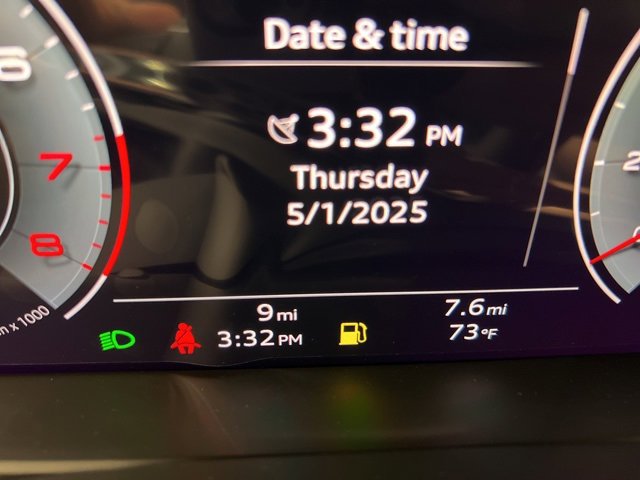 Date & time
6
3:32 PM
7
Thursday
5/1/2025
8
9 mi
7.6 mi
x 1000
3:32 PM
73°F